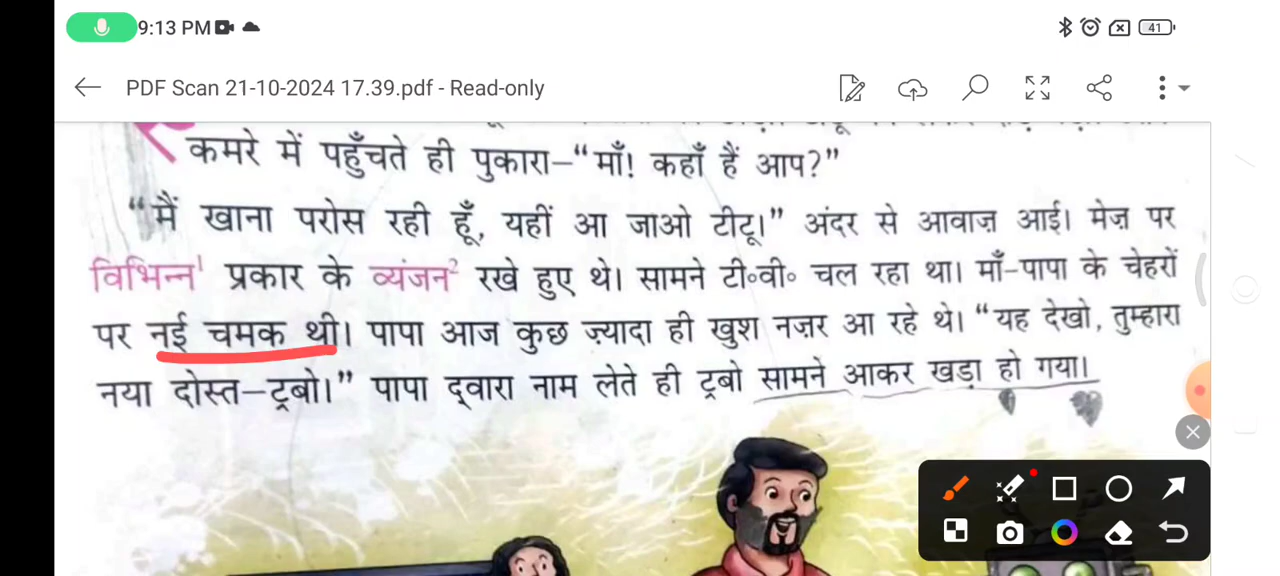 9:13 PM
41
PDF Scan 21-10-2024 17.39.pdf - Read-only
कमरे में पहुँचते ही पुकारा–“माँ! कहाँ हैं आप?”
“मैं खाना परोस रही हूँ, यहीं आ जाओ टीटू।” अंदर से आवाज़ आई। मेज़ पर
विभिन्न¹ प्रकार के व्यंजन² रखे हुए थे। सामने टी॰वी॰ चल रहा था। माँ-पापा के चेहरों
पर नई चमक थी। पापा आज कुछ ज़्यादा ही खुश नज़र आ रहे थे। “यह देखो, तुम्हारा
नया दोस्त–ट्रबो।” पापा द्वारा नाम लेते ही ट्रबो सामने आकर खड़ा हो गया।